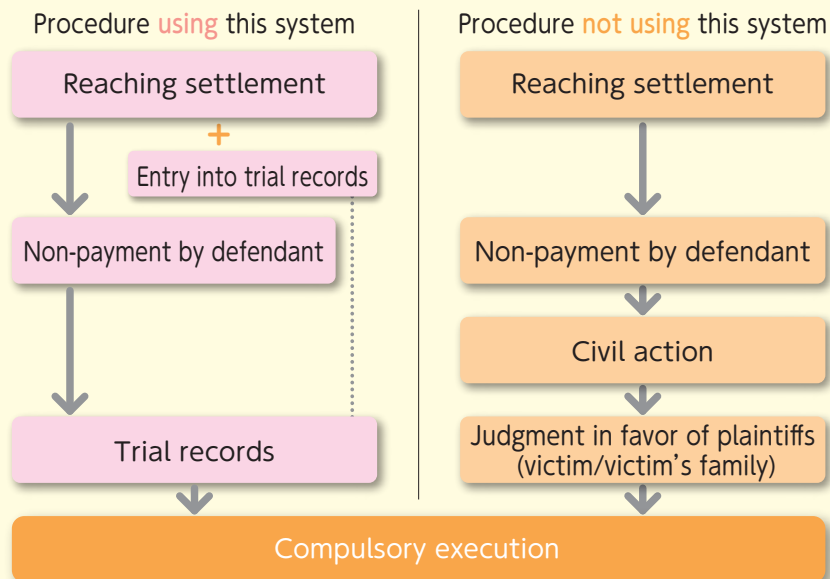 Procedure using this system
Reaching settlement
+
Entry into trial records
Non-payment by defendant
Trial records
Procedure not using this system
Reaching settlement
Non-payment by defendant
Civil action
Judgment in favor of plaintiffs
(victim/victim's family)
Compulsory execution